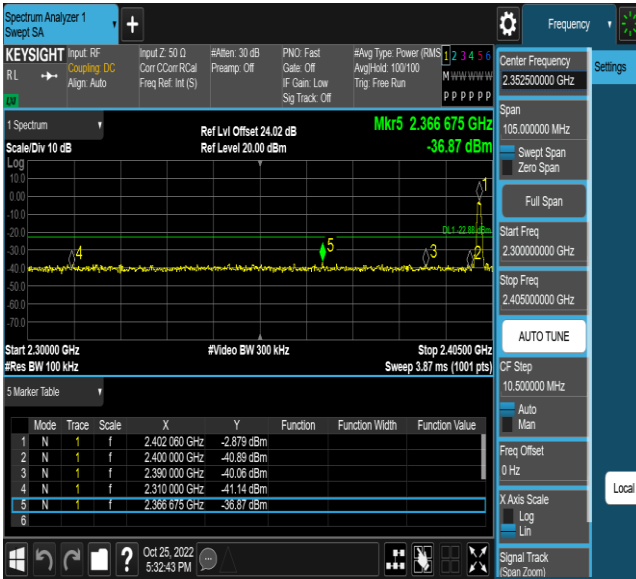 Spectrum Analyzer 1
Swept SA
Frequency
KEYSIGHT
RL
LXI
Input: RF
Coupling: DC
Align: Auto
Input Z: 50 Ω
Corr CCorr RCal
Freq Ref: Int (S)
#Atten: 30 dB
Preamp: Off
PNO: Fast
Gate: Off
IF Gain: Low
Sig Track: Off
#Avg Type: Power (RMS
Avg|Hold: 100/100
Trig: Free Run
1 2 3 4 5 6
M W W W W W
P P P P P P
1 Spectrum
Scale/Div 10 dB
Log
Ref Lvl Offset 24.02 dB
Ref Level 20.00 dBm
Mkr5 2.366 675 GHz
-36.87 dBm
10.0
0.00
-10.0
-20.0
-30.0
-40.0
-50.0
-60.0
-70.0
1
DL1 -22.88 dBm
5
4
3
2
Start 2.30000 GHz
#Res BW 100 kHz
#Video BW 300 kHz
Stop 2.40500 GHz
Sweep 3.87 ms (1001 pts)
5 Marker Table
Mode Trace Scale X Y Function Function Width Function Value
1 N 1 f 2.402 060 GHz -2.879 dBm
2 N 1 f 2.400 000 GHz -40.89 dBm
3 N 1 f 2.390 000 GHz -40.06 dBm
4 N 1 f 2.310 000 GHz -41.14 dBm
5 N 1 f 2.366 675 GHz -36.87 dBm
6
Oct 25, 2022
5:32:43 PM
Center Frequency
2.352500000 GHz
Span
105.000000 MHz
Swept Span
Zero Span
Full Span
Start Freq
2.300000000 GHz
Stop Freq
2.405000000 GHz
AUTO TUNE
CF Step
10.500000 MHz
Auto
Man
Freq Offset
0 Hz
X Axis Scale
Log
Lin
Signal Track
(Span Zoom)
Settings
Local